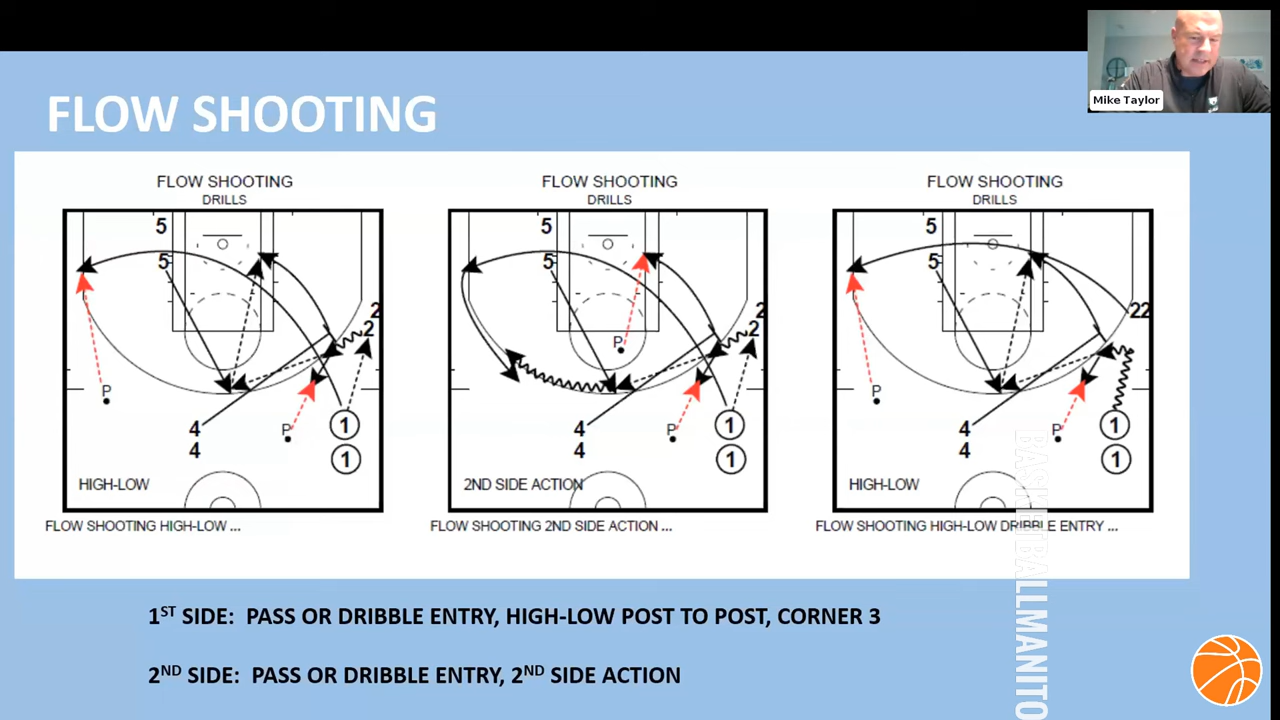 Mike Taylor
FLOW SHOOTING
FLOW SHOOTING
DRILLS
5
5
2
2
P
P
4
4
1
1
HIGH-LOW
FLOW SHOOTING HIGH-LOW ...
FLOW SHOOTING
DRILLS
5
5
2
2
P
P
4
4
1
1
2ND SIDE ACTION
FLOW SHOOTING 2ND SIDE ACTION ...
FLOW SHOOTING
DRILLS
5
5
22
P
P
4
4
1
1
HIGH-LOW
FLOW SHOOTING HIGH-LOW DRIBBLE ENTRY ...
1ST SIDE: PASS OR DRIBBLE ENTRY, HIGH-LOW POST TO POST, CORNER 3
2ND SIDE: PASS OR DRIBBLE ENTRY, 2ND SIDE ACTION
BASKETBALLMANITO